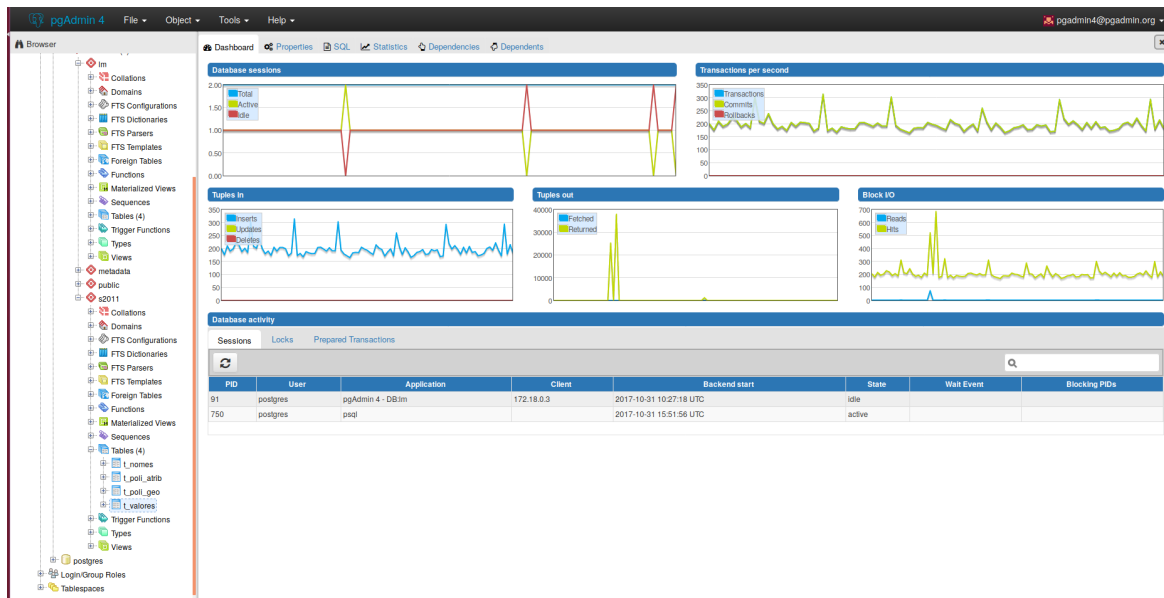 pgAdmin 4 File Object Tools Help pgadmin4@pgadmin.org
Browser
lm
Collations
Domains
FTS Configurations
FTS Dictionaries
FTS Parsers
FTS Templates
Foreign Tables
Functions
Materialized Views
Sequences
Tables (4)
Trigger Functions
Types
Views
metadata
public
s2011
Collations
Domains
FTS Configurations
FTS Dictionaries
FTS Parsers
FTS Templates
Foreign Tables
Functions
Materialized Views
Sequences
Tables (4)
t_nomes
t_poli_atrib
t_poli_geo
t_valores
Trigger Functions
Types
Views
postgres
Login/Group Roles
Tablespaces
Dashboard Properties SQL Statistics Dependencies Dependents
Database sessions
2.00
1.50
1.00
0.50
0.00
Total
Active
Idle
Transactions per second
350
300
250
200
150
100
50
0
Transactions
Commits
Rollbacks
Tuples in
350
300
250
200
150
100
50
0
Inserts
Updates
Deletes
Tuples out
40000
30000
20000
10000
0
Fetched
Returned
Block I/O
700
600
500
400
300
200
100
0
Reads
Hits
Database activity
Sessions Locks Prepared Transactions
PID User Application Client Backend start State Wait Event Blocking PIDs
91 postgres pgAdmin 4 - DB:lm 172.18.0.3 2017-10-31 10:27:18 UTC idle
750 postgres psql 2017-10-31 15:51:56 UTC active